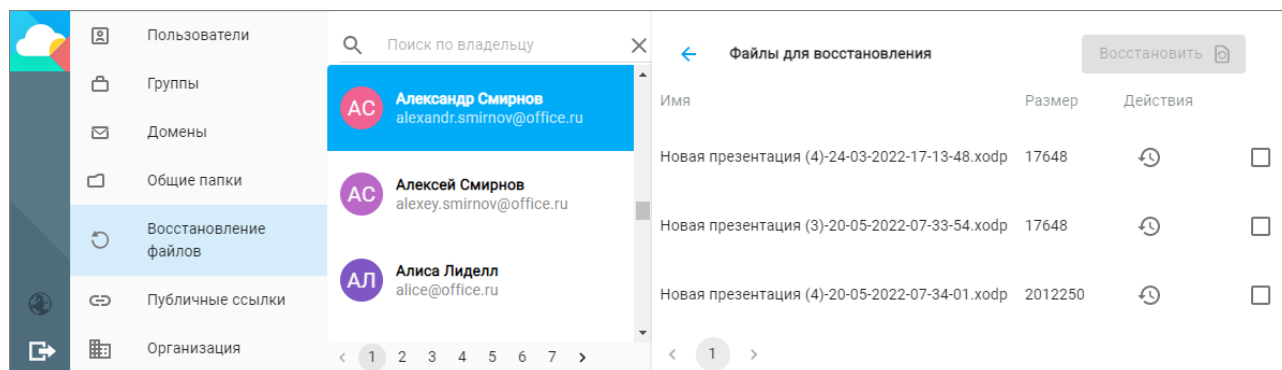 Пользователи
Группы
Домены
Общие папки
Восстановление
файлов
Публичные ссылки
Организация
Поиск по владельцу
АС
Александр Смирнов
alexandr.smirnov@office.ru
АС
Алексей Смирнов
alexey.smirnov@office.ru
АЛ
Алиса Лиделл
alice@office.ru
1 2 3 4 5 6 7
Файлы для восстановления
Восстановить
Имя Размер Действия
Новая презентация (4)-24-03-2022-17-13-48.xodp 17648
Новая презентация (3)-20-05-2022-07-33-54.xodp 17648
Новая презентация (4)-20-05-2022-07-34-01.xodp 2012250
1